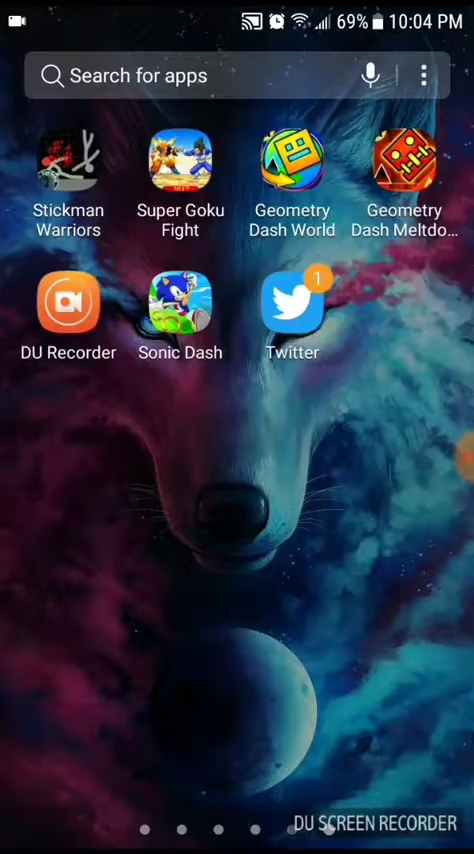 69% 10:04 PM
Search for apps
Stickman Warriors
Super Goku Fight
Geometry Dash World
Geometry Dash Meltdo...
2017
DU Recorder
Sonic Dash
1
Twitter
DU SCREEN RECORDER